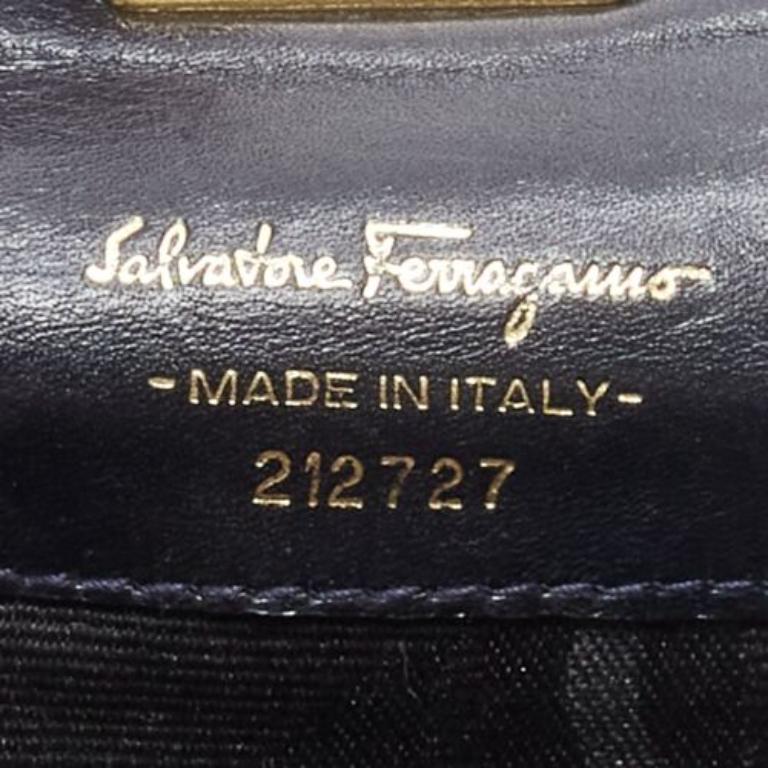 Salvatore Ferragamo
-MADE IN ITALY-
212727